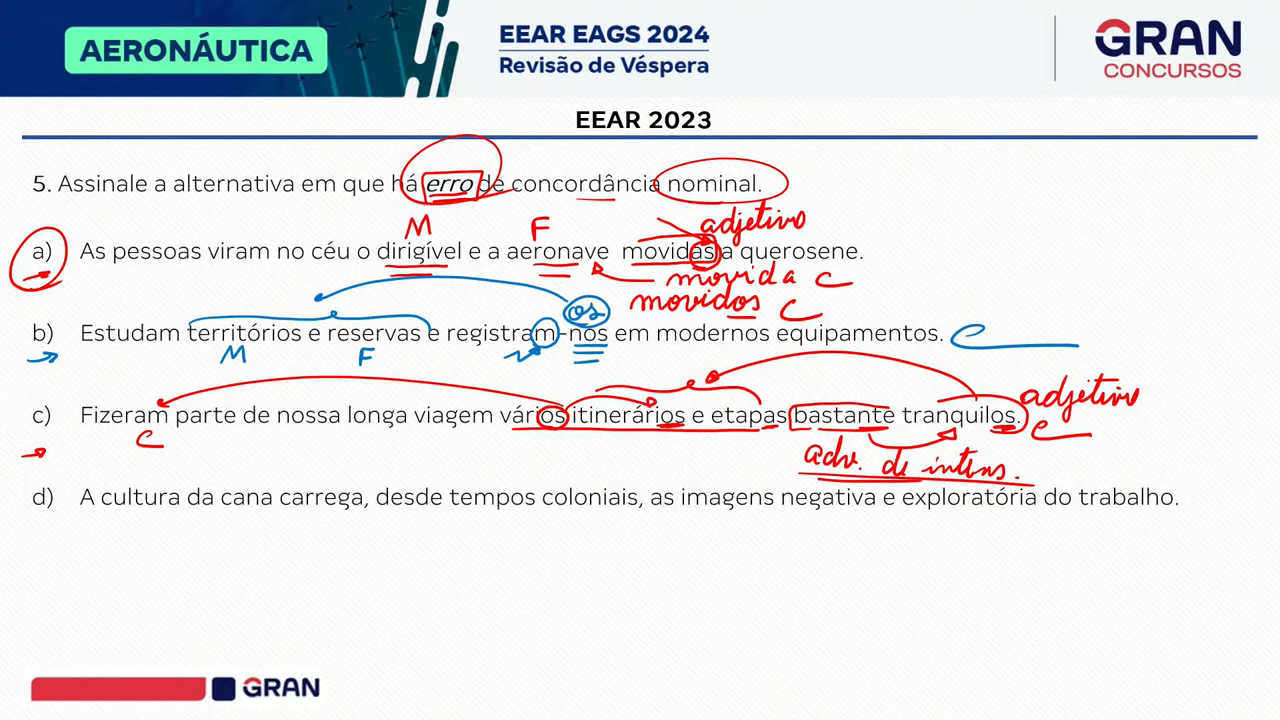 AERONÁUTICA
EEAR EAGS 2024
Revisão de Véspera
GRAN
CONCURSOS
EEAR 2023
5. Assinale a alternativa em que há erro de concordância nominal.
M F adjetivo
a) As pessoas viram no céu o dirigível e a aeronave movidas a querosene.
movida C
movidos C
os
b) Estudam territórios e reservas e registram-nos em modernos equipamentos. C
M F
adjetivo
c) Fizeram parte de nossa longa viagem vários itinerários e etapas bastante tranquilos. C
C
adv. de intens.
d) A cultura da cana carrega, desde tempos coloniais, as imagens negativa e exploratória do trabalho.
GRAN